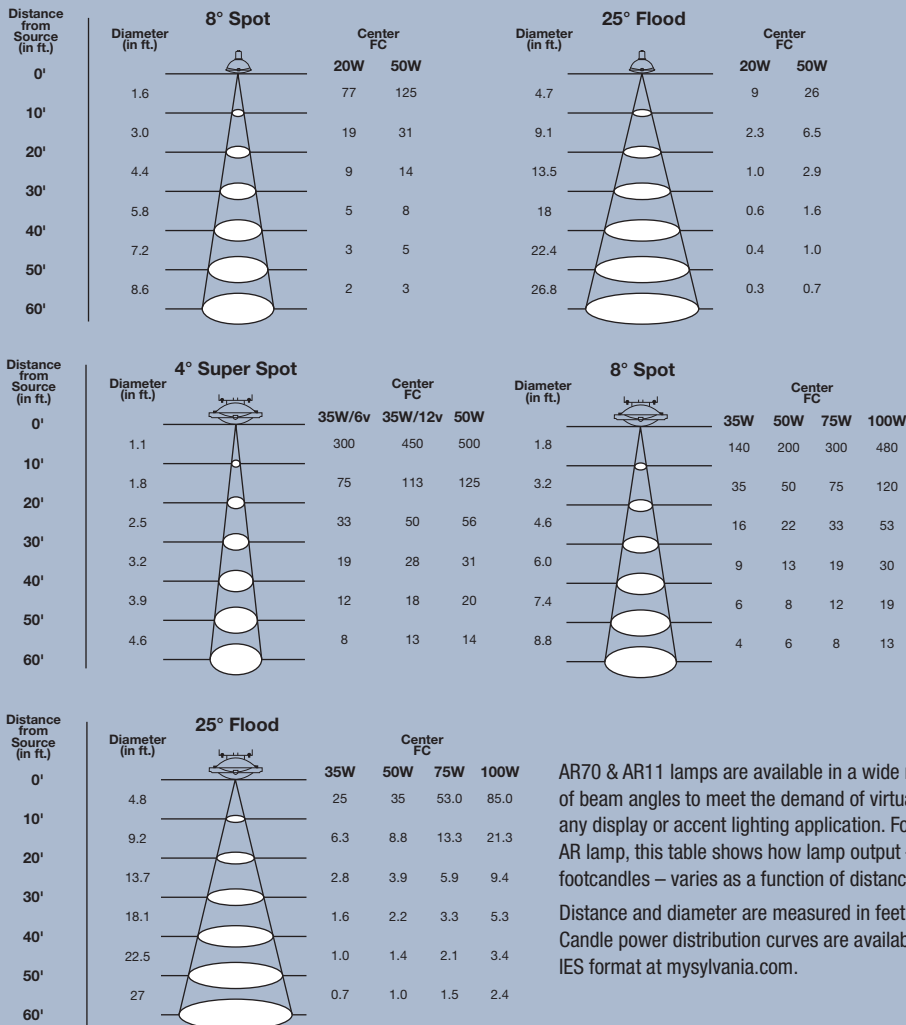 Distance
from
Source
(in ft.)
8° Spot
Diameter
(in ft.)
Center
FC
20W 50W
25° Flood
Diameter
(in ft.)
Center
FC
20W 50W
0'
1.6 77 125 4.7 9 26
10'
3.0 19 31 9.1 2.3 6.5
20'
4.4 9 14 13.5 1.0 2.9
30'
5.8 5 8 18 0.6 1.6
40'
7.2 3 5 22.4 0.4 1.0
50'
8.6 2 3 26.8 0.3 0.7
60'
Distance
from
Source
(in ft.)
4° Super Spot
Diameter
(in ft.)
Center
FC
35W/6v 35W/12v 50W
8° Spot
Diameter
(in ft.)
Center
FC
35W 50W 75W 100W
0'
1.1 300 450 500 1.8 140 200 300 480
10'
1.8 75 113 125 3.2 35 50 75 120
20'
2.5 33 50 56 4.6 16 22 33 53
30'
3.2 19 28 31 6.0 9 13 19 30
40'
3.9 12 18 20 7.4 6 8 12 19
50'
4.6 8 13 14 8.8 4 6 8 13
60'
Distance
from
Source
(in ft.)
25° Flood
Diameter
(in ft.)
Center
FC
35W 50W 75W 100W
0'
4.8 25 35 53.0 85.0
10'
9.2 6.3 8.8 13.3 21.3
20'
13.7 2.8 3.9 5.9 9.4
30'
18.1 1.6 2.2 3.3 5.3
40'
22.5 1.0 1.4 2.1 3.4
50'
27 0.7 1.0 1.5 2.4
60'
AR70 & AR11 lamps are available in a wide
of beam angles to meet the demand of
any display or accent lighting application.
AR lamp, this table shows how lamp output
footcandles – varies as a function of
Distance and diameter are measured in feet
Candle power distribution curves are
IES format at mysylvania.com.